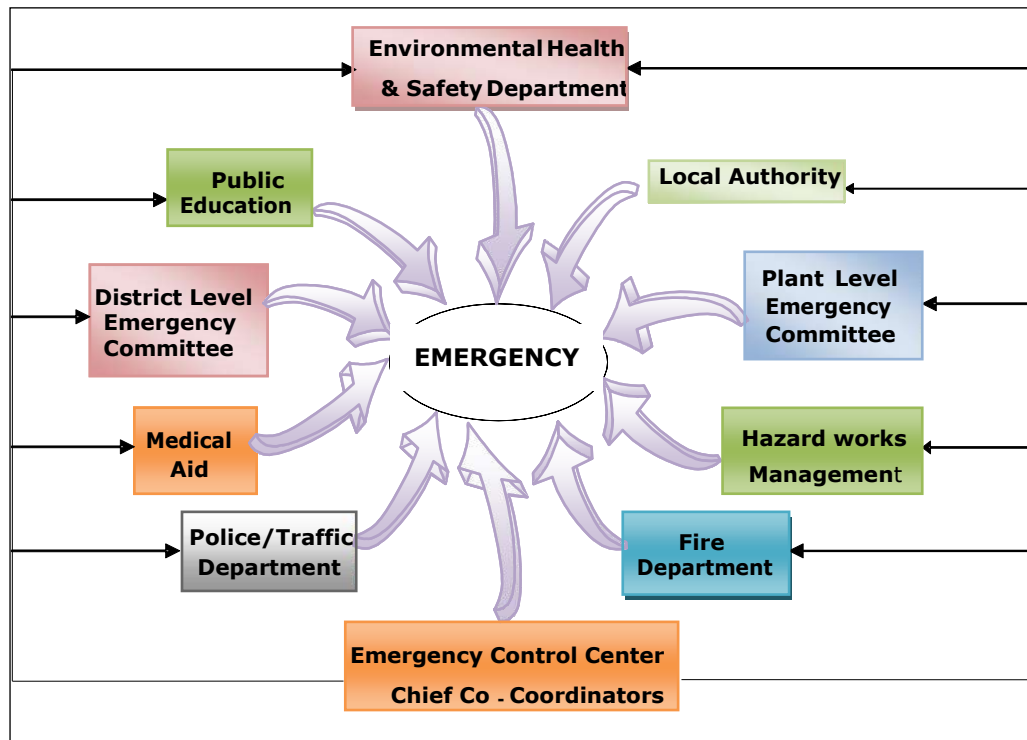 Environmental Health
& Safety Department
Public
Education
Local Authority
District Level
Emergency
Committee
Plant Level
Emergency
Committee
EMERGENCY
Medical
Aid
Hazard works
Management
Police/Traffic
Department
Fire
Department
Emergency Control Center
Chief Co - Coordinators